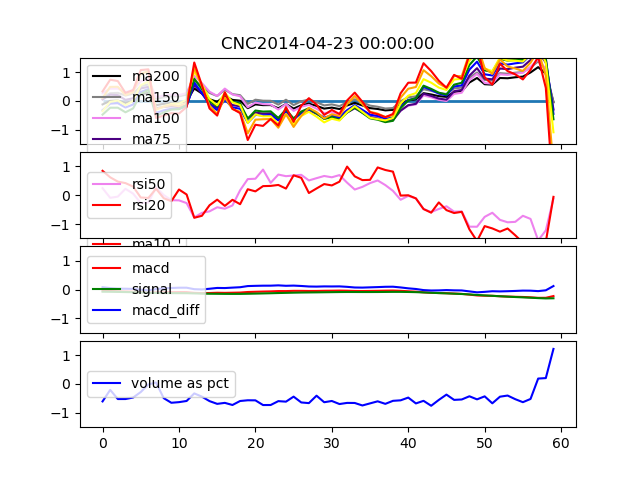 CNC2014-04-23 00:00:00
1
0
−1
ma200
ma150
ma100
ma75
1
0
−1
rsi50
rsi20
ma10
1
0
−1
macd
signal
macd_diff
1
0
−1
volume as pct
0 10 20 30 40 50 60